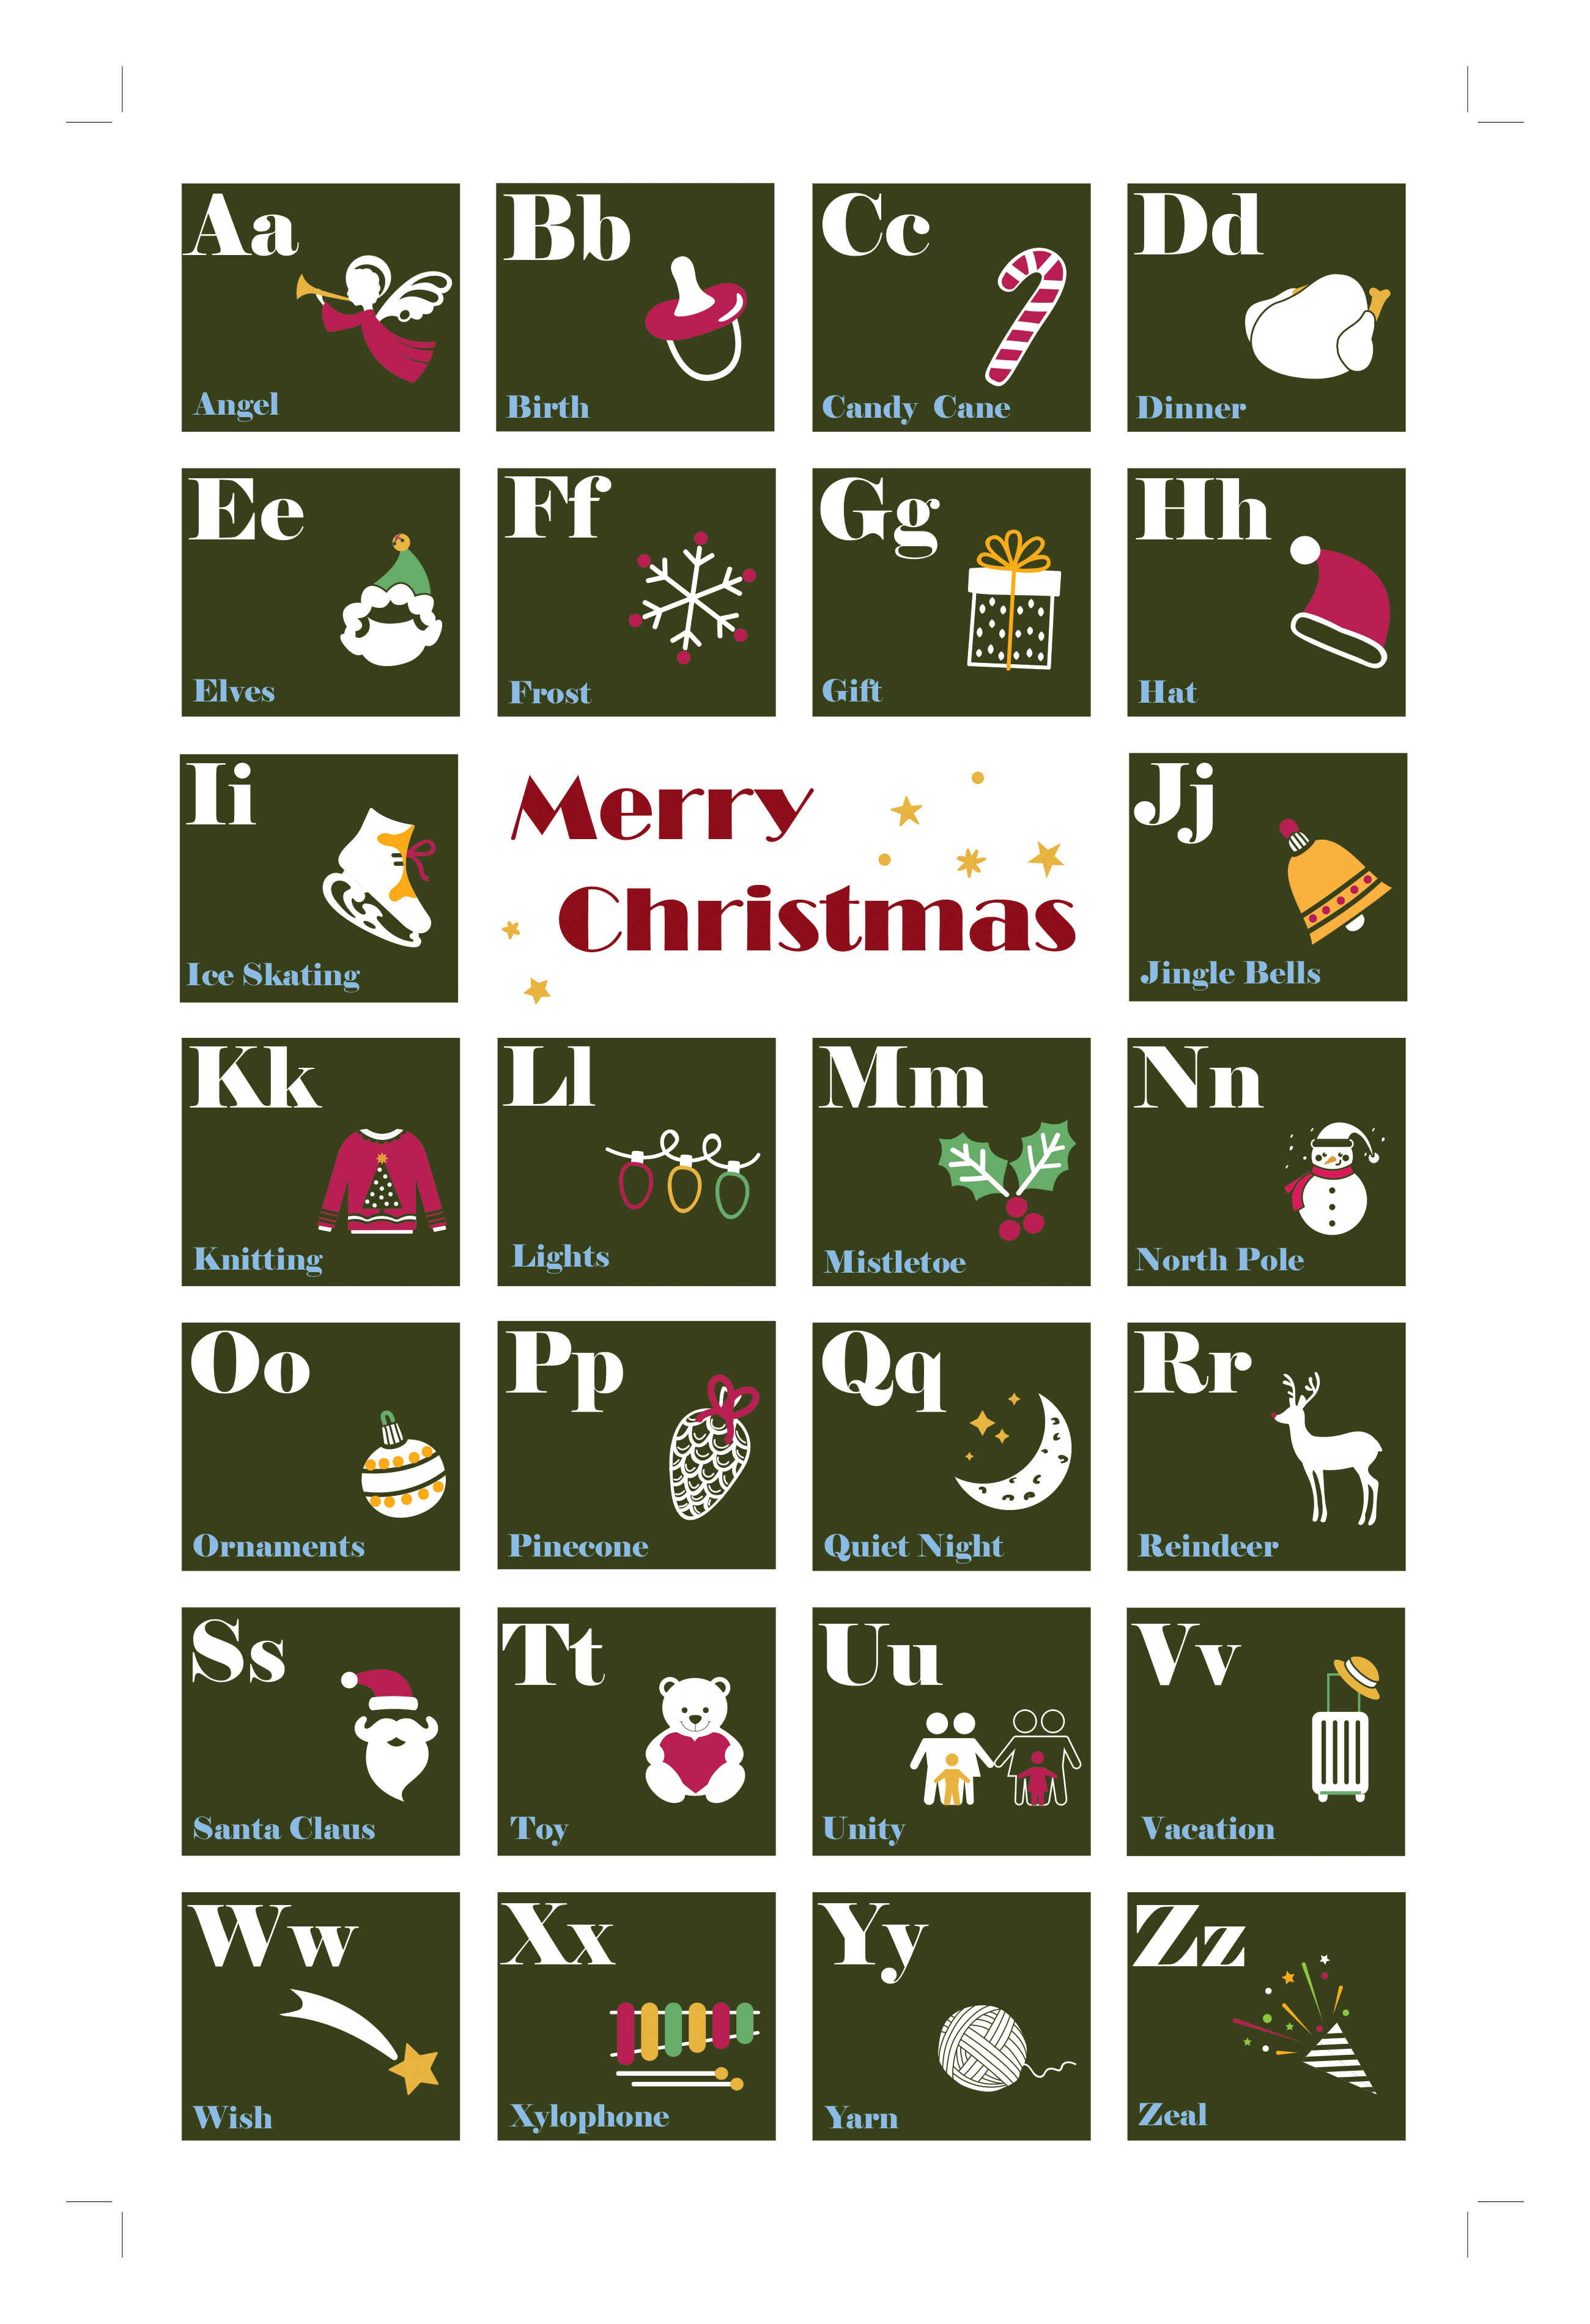 Aa
Angel
Bb
Birth
Cc
Candy Cane
Dd
Dinner
Ee
Elves
Ff
Frost
Gg
Gift
Hh
Hat
Ii
Ice Skating
Merry
Christmas
Jj
Jingle Bells
Kk
Knitting
Ll
Lights
Mm
Mistletoe
Nn
North Pole
Oo
Ornaments
Pp
Pinecone
Qq
Quiet Night
Rr
Reindeer
Ss
Santa Claus
Tt
Toy
Uu
Unity
Vv
Vacation
Ww
Wish
Xx
Xylophone
Yy
Yarn
Zz
Zeal